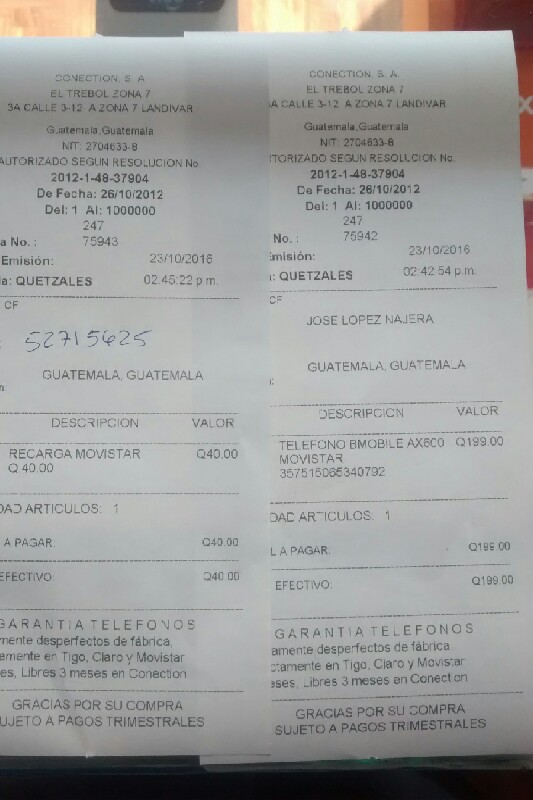 CONECTION, S. A.
EL TREBOL ZONA 7
3A CALLE 3-12 A ZONA 7 LANDIVAR
Guatemala,Guatemala
NIT: 2704633-8
AUTORIZADO SEGUN RESOLUCION No.
2012-1-48-37904
De Fecha: 26/10/2012
Del: 1 Al: 1000000
247
a No. : 75943
Emisión: 23/10/2016
a: QUETZALES 02:45:22 p.m.
CF
52715625
GUATEMALA, GUATEMALA
DESCRIPCION VALOR
RECARGA MOVISTAR Q40.00
Q 40.00
DAD ARTICULOS: 1
A PAGAR: Q40.00
EFECTIVO: Q40.00
GARANTIA TELEFONOS
mente desperfectos de fábrica,
amente en Tigo, Claro y Movistar
es, Libres 3 meses en Conection
GRACIAS POR SU COMPRA
SUJETO A PAGOS TRIMESTRALES
CONECTION, S. A.
EL TREBOL ZONA 7
A CALLE 3-12 A ZONA 7 LANDIVAR
Guatemala,Guatemala
NIT: 2704633-8
TORIZADO SEGUN RESOLUCION No.
2012-1-48-37904
De Fecha: 26/10/2012
Del: 1 Al: 1000000
247
No. : 75942
Emisión: 23/10/2016
: QUETZALES 02:42:54 p.m.
CF
JOSE LOPEZ NAJERA
GUATEMALA, GUATEMALA
DESCRIPCION VALOR
TELEFONO BMOBILE AX600 Q199.00
MOVISTAR
357515065340792
DAD ARTICULOS: 1
L A PAGAR: Q199.00
EFECTIVO: Q199.00
GARANTIA TELEFONOS
amente desperfectos de fábrica,
ctamente en Tigo, Claro y Movistar
eses, Libres 3 meses en Conection
GRACIAS POR SU COMPRA
SUJETO A PAGOS TRIMESTRALES